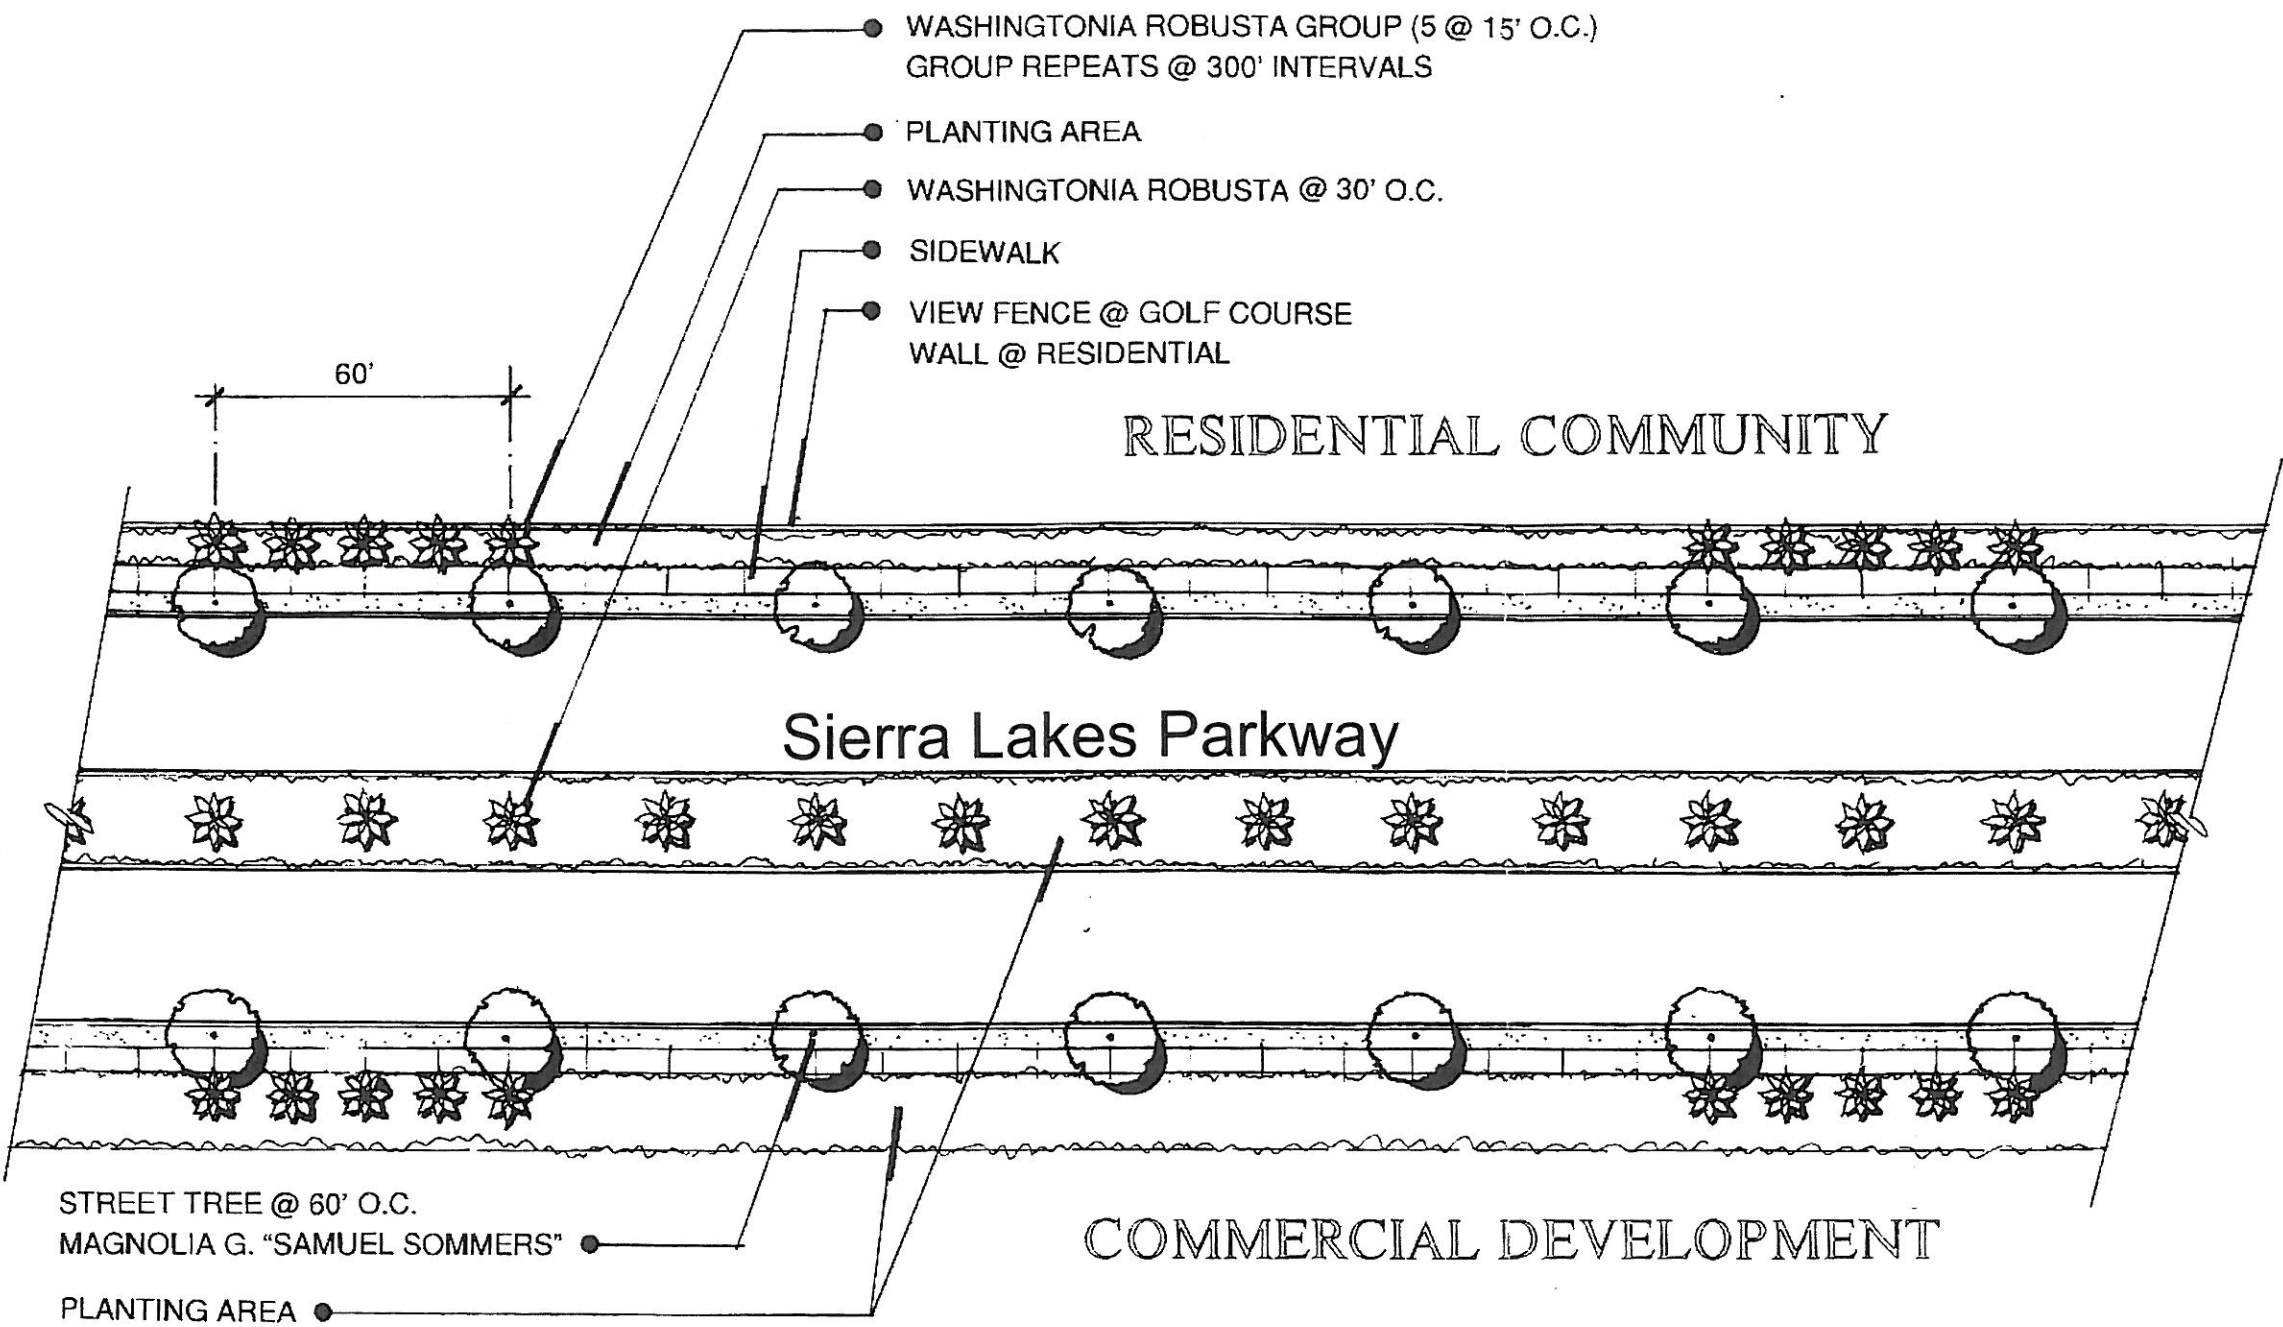 WASHINGTONIA ROBUSTA GROUP (5 @ 15' O.C.)
GROUP REPEATS @ 300' INTERVALS
PLANTING AREA
WASHINGTONIA ROBUSTA @ 30' O.C.
SIDEWALK
VIEW FENCE @ GOLF COURSE
WALL @ RESIDENTIAL
60'
RESIDENTIAL COMMUNITY
Sierra Lakes Parkway
STREET TREE @ 60' O.C.
MAGNOLIA G. "SAMUEL SOMMERS"
COMMERCIAL DEVELOPMENT
PLANTING AREA